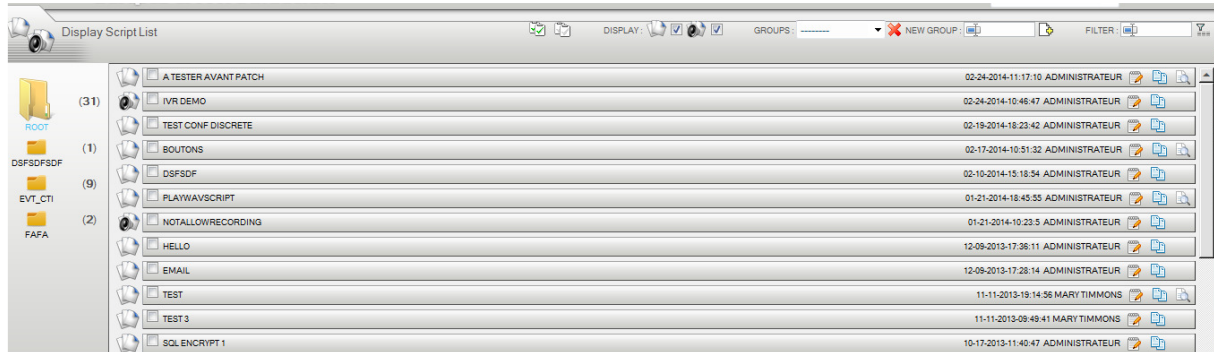 Display Script List
DISPLAY :
GROUPS : --------
NEW GROUP :
FILTER :
(31)
ROOT
(1)
DSFSDFSDF
(9)
EVT_CTI
(2)
FAFA
A TESTER AVANT PATCH 02-24-2014-11:17:10 ADMINISTRATEUR
IVR DEMO 02-24-2014-10:46:47 ADMINISTRATEUR
TEST CONF DISCRETE 02-19-2014-18:23:42 ADMINISTRATEUR
BOUTONS 02-17-2014-10:51:32 ADMINISTRATEUR
DSFSDF 02-10-2014-15:18:54 ADMINISTRATEUR
PLAYWAVSCRIPT 01-21-2014-18:45:55 ADMINISTRATEUR
NOTALLOWRECORDING 01-21-2014-10:23:5 ADMINISTRATEUR
HELLO 12-09-2013-17:36:11 ADMINISTRATEUR
EMAIL 12-09-2013-17:28:14 ADMINISTRATEUR
TEST 11-11-2013-19:14:56 MARY TIMMONS
TEST 3 11-11-2013-09:49:41 MARY TIMMONS
SQL ENCRYPT 1 10-17-2013-11:40:47 ADMINISTRATEUR